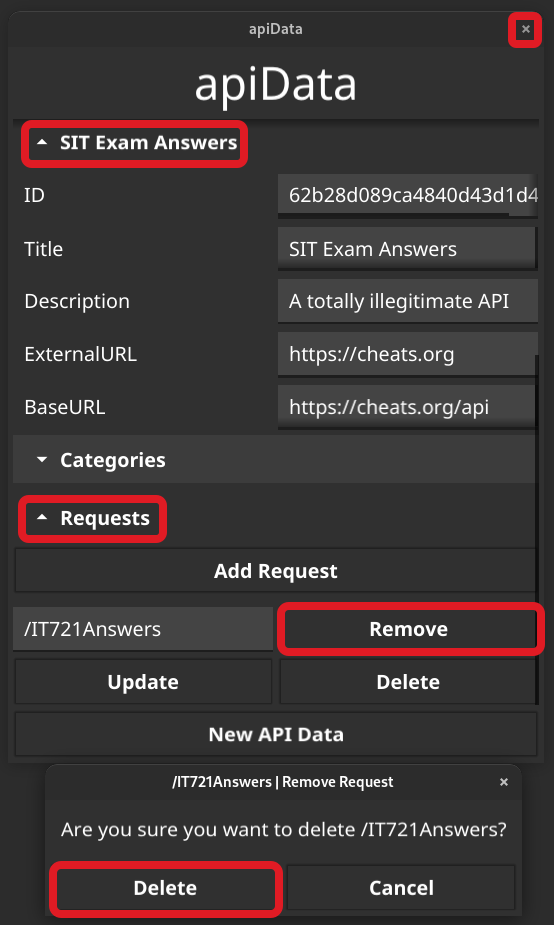 apiData
apiData
SIT Exam Answers
ID 62b28d089ca4840d43d1d4
Title SIT Exam Answers
Description A totally illegitimate API
ExternalURL https://cheats.org
BaseURL https://cheats.org/api
Categories
Requests
Add Request
/IT721Answers Remove
Update Delete
New API Data
/IT721Answers | Remove Request
Are you sure you want to delete /IT721Answers?
Delete Cancel